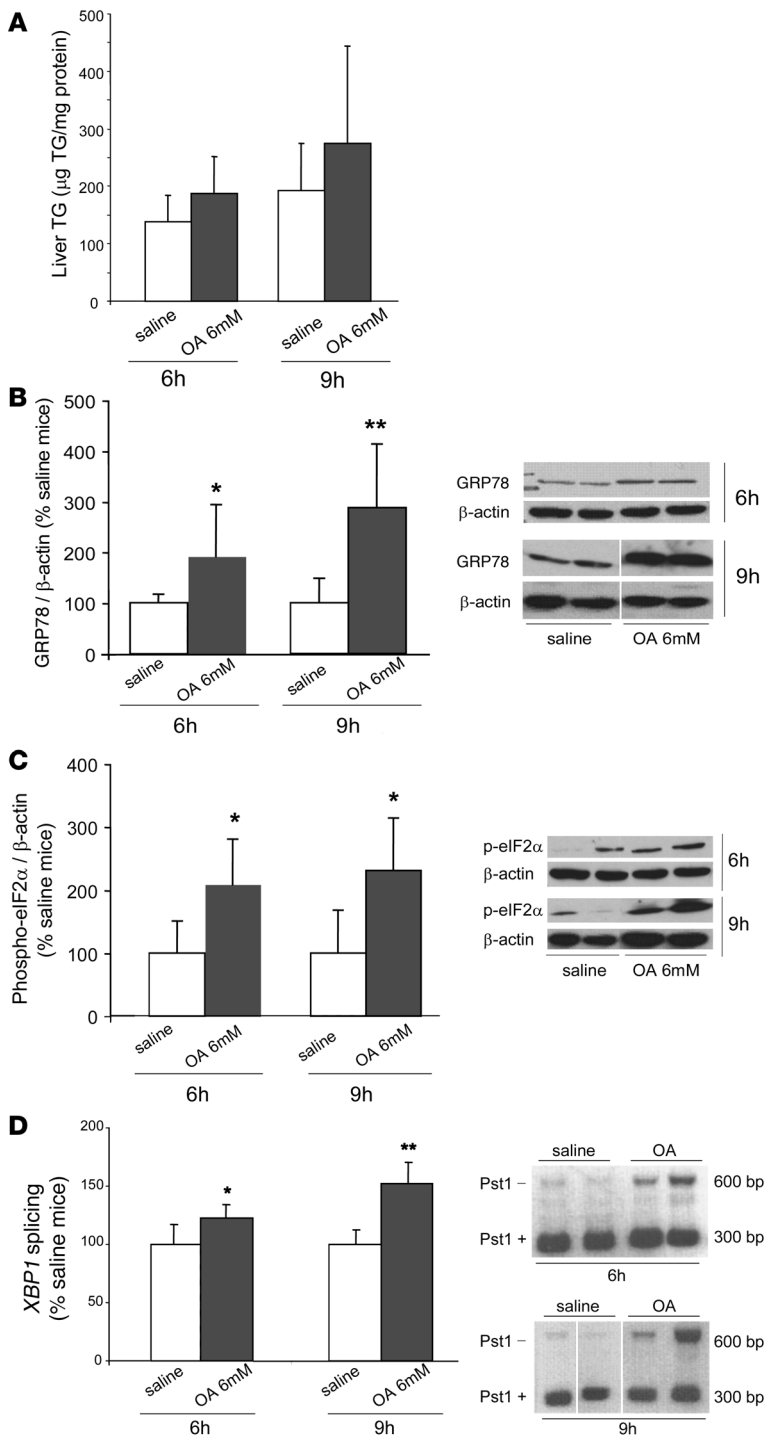 A
Liver TG (μg TG/mg protein)
500
400
300
200
100
0
saline
OA 6mM
saline
OA 6mM
6h
9h
B
GRP78 / β-actin (% saline mice)
500
400
300
200
100
0
*
**
saline
OA 6mM
saline
OA 6mM
6h
9h
GRP78
β-actin
6h
GRP78
β-actin
9h
saline
OA 6mM
C
Phospho-eIF2α / β-actin
(% saline mice)
400
300
200
100
0
*
*
saline
OA 6mM
saline
OA 6mM
6h
9h
p-eIF2α
β-actin
6h
p-eIF2α
β-actin
9h
saline
OA 6mM
D
XBP1 splicing
(% saline mice)
200
150
100
50
0
*
**
saline
OA 6mM
saline
OA 6mM
6h
9h
saline
OA
Pst1 –
600 bp
Pst1 +
300 bp
6h
saline
OA
Pst1 –
600 bp
Pst1 +
300 bp
9h